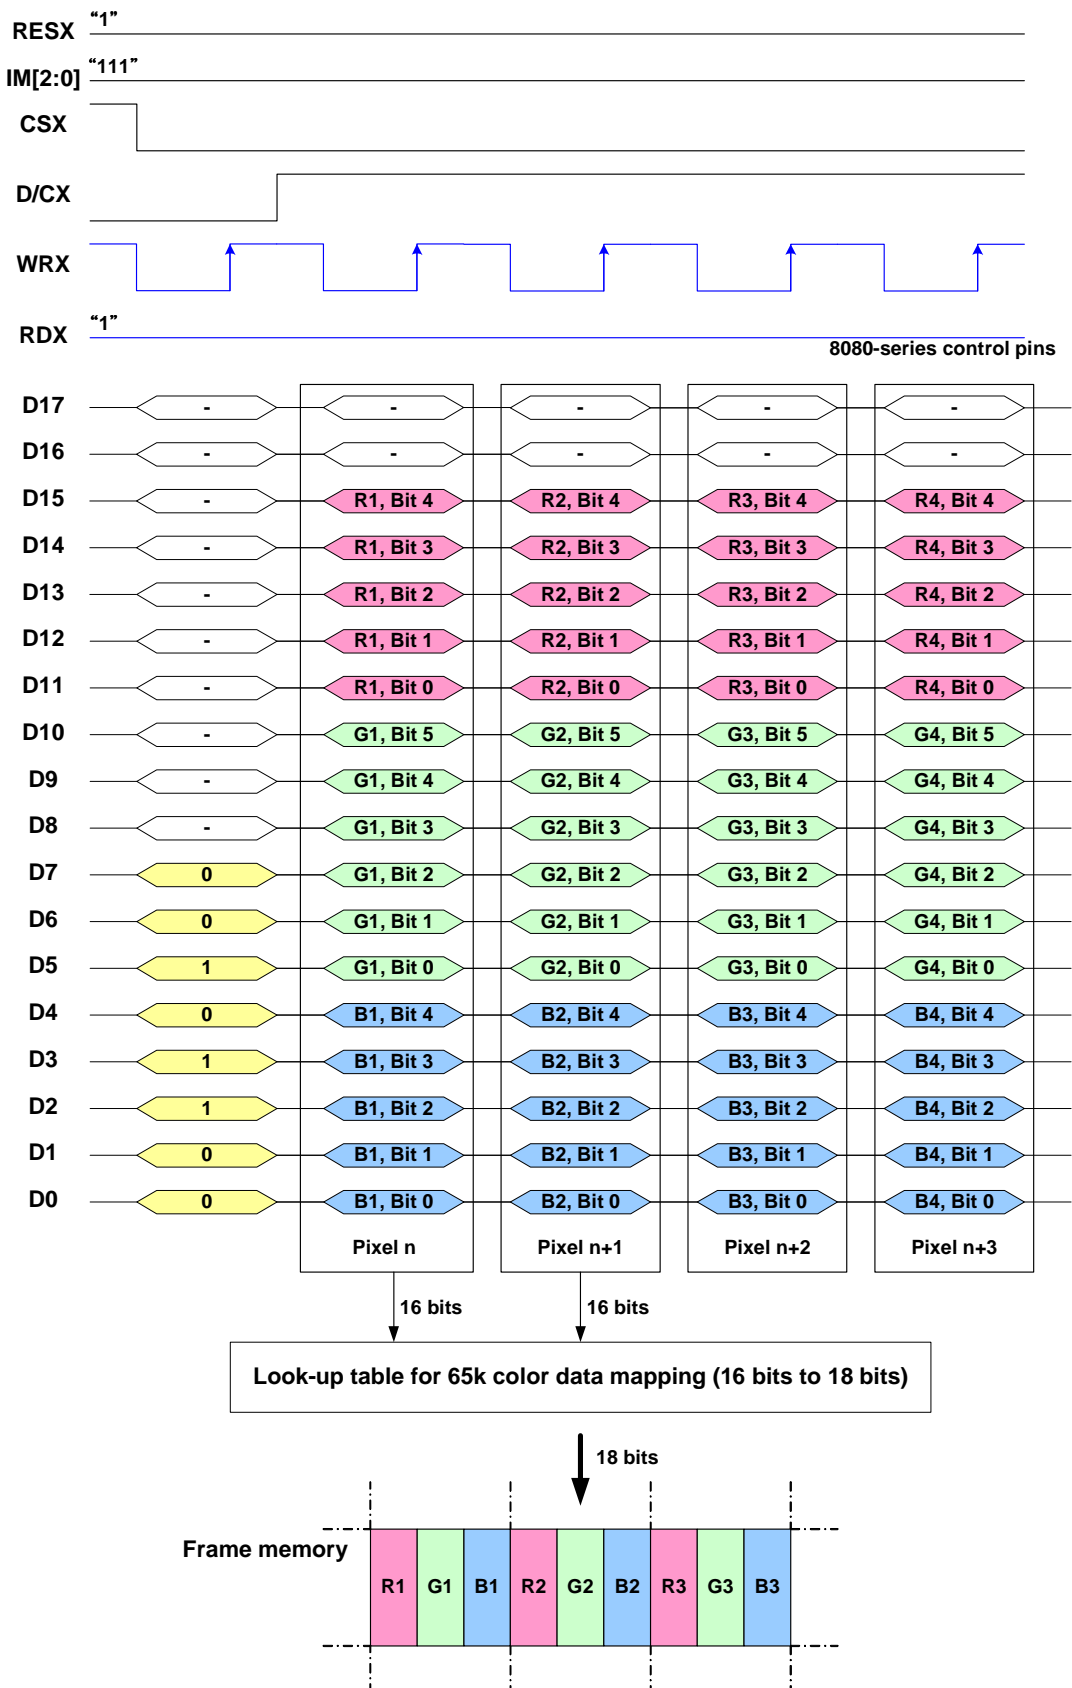 RESX “1”
IM[2:0] “111”
CSX
D/CX
WRX
RDX “1”
8080-series control pins
D17 - - - - -
D16 - - - - -
D15 - R1, Bit 4 R2, Bit 4 R3, Bit 4 R4, Bit 4
D14 - R1, Bit 3 R2, Bit 3 R3, Bit 3 R4, Bit 3
D13 - R1, Bit 2 R2, Bit 2 R3, Bit 2 R4, Bit 2
D12 - R1, Bit 1 R2, Bit 1 R3, Bit 1 R4, Bit 1
D11 - R1, Bit 0 R2, Bit 0 R3, Bit 0 R4, Bit 0
D10 - G1, Bit 5 G2, Bit 5 G3, Bit 5 G4, Bit 5
D9 - G1, Bit 4 G2, Bit 4 G3, Bit 4 G4, Bit 4
D8 - G1, Bit 3 G2, Bit 3 G3, Bit 3 G4, Bit 3
D7 0 G1, Bit 2 G2, Bit 2 G3, Bit 2 G4, Bit 2
D6 0 G1, Bit 1 G2, Bit 1 G3, Bit 1 G4, Bit 1
D5 1 G1, Bit 0 G2, Bit 0 G3, Bit 0 G4, Bit 0
D4 0 B1, Bit 4 B2, Bit 4 B3, Bit 4 B4, Bit 4
D3 1 B1, Bit 3 B2, Bit 3 B3, Bit 3 B4, Bit 3
D2 1 B1, Bit 2 B2, Bit 2 B3, Bit 2 B4, Bit 2
D1 0 B1, Bit 1 B2, Bit 1 B3, Bit 1 B4, Bit 1
D0 0 B1, Bit 0 B2, Bit 0 B3, Bit 0 B4, Bit 0
Pixel n Pixel n+1 Pixel n+2 Pixel n+3
16 bits 16 bits
Look-up table for 65k color data mapping (16 bits to 18 bits)
18 bits
Frame memory
R1 G1 B1 R2 G2 B2 R3 G3 B3